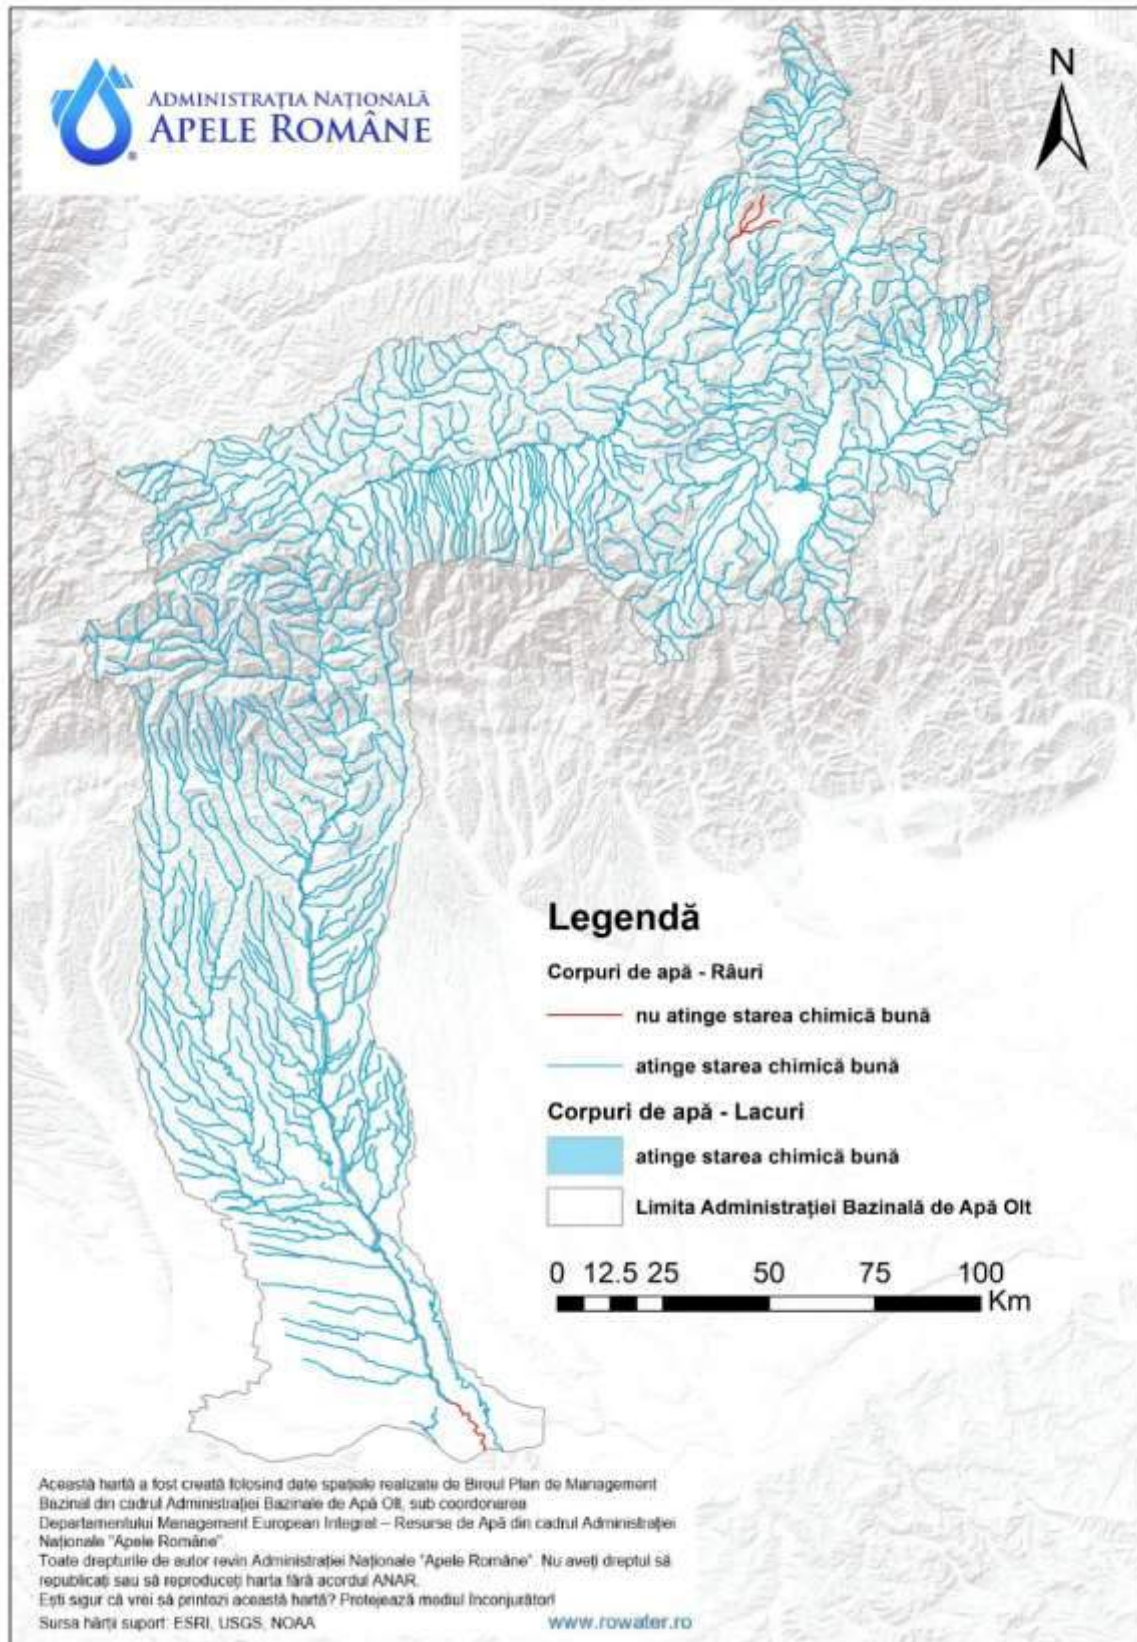 ADMINISTRAȚIA NAȚIONALĂ
APELE ROMÂNE
N
Legendă
Corpuri de apă - Râuri
nu atinge starea chimică bună
atinge starea chimică bună
Corpuri de apă - Lacuri
atinge starea chimică bună
Limita Administrației Bazinală de Apă Olt
0 12.5 25 50 75 100
Km
Această hartă a fost creată folosind date spațiale realizate de Biroul Plan de Management
Bazinal din cadrul Administrației Bazinale de Apă Olt, sub coordonarea
Departamentului Management European Integrat – Resurse de Apă din cadrul Administrației
Naționale "Apele Române".
Toate drepturile de autor revin Administrației Naționale "Apele Române". Nu aveți dreptul să
republicați sau să reproduceți harta fără acordul ANAR.
Ești sigur că vrei să printezi această hartă? Protejează mediul înconjurător!
Sursa hărții suport: ESRI, USGS, NOAA
www.rowater.ro